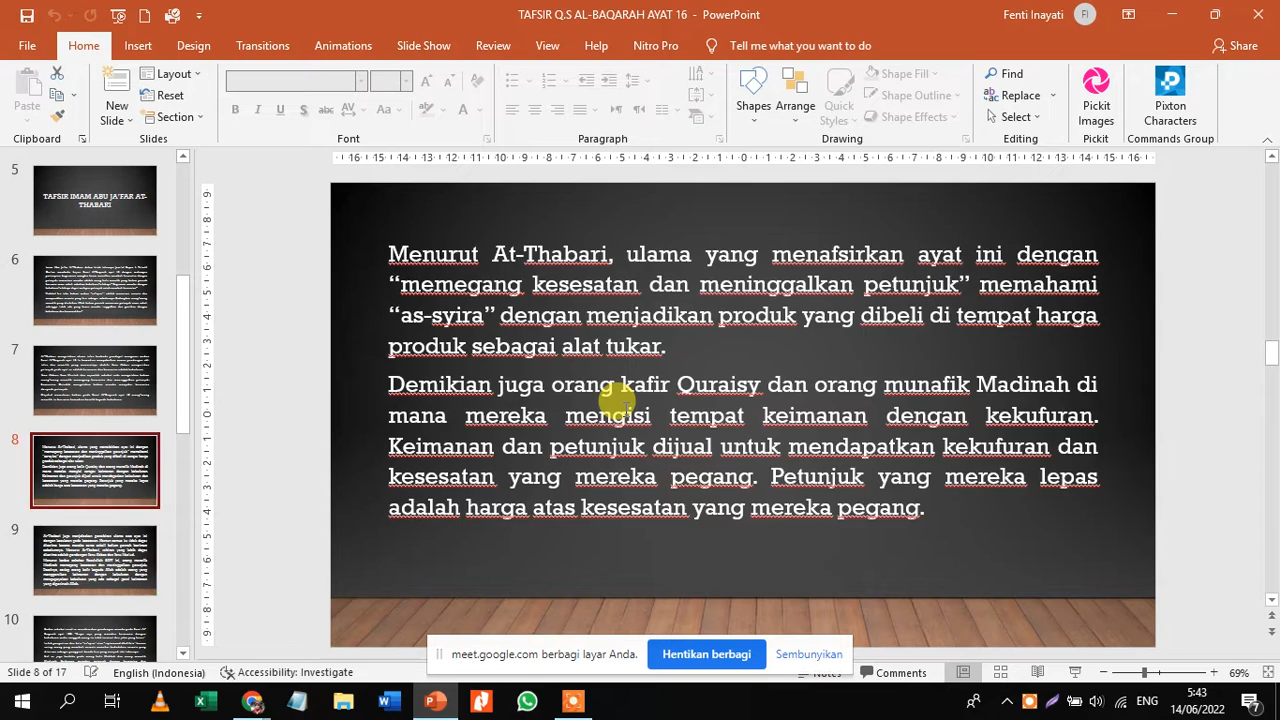 TAFSIR Q.S AL-BAQARAH AYAT 16 - PowerPoint
Fenti Inayati
FI
File Home Insert Design Transitions Animations Slide Show Review View Help Nitro Pro Tell me what you want to do Share
Paste
New Slide
Layout
Reset
Section
Shapes
Arrange
Quick Styles
Shape Fill
Shape Outline
Shape Effects
Find
Replace
Select
Pickit Images
Pixton Characters
Clipboard Slides Font Paragraph Drawing Editing Pickit Commands Group
5
TAFSIR IMAM ABU JA'FAR AT-THABARI
6
7
8
9
10
Menurut At-Thabari, ulama yang menafsirkan ayat ini dengan
“memegang kesesatan dan meninggalkan petunjuk” memahami
“as-syira” dengan menjadikan produk yang dibeli di tempat harga
produk sebagai alat tukar.
Demikian juga orang kafir Quraisy dan orang munafik Madinah di
mana mereka mengisi tempat keimanan dengan kekufuran.
Keimanan dan petunjuk dijual untuk mendapatkan kekufuran dan
kesesatan yang mereka pegang. Petunjuk yang mereka lepas
adalah harga atas kesesatan yang mereka pegang.
meet.google.com berbagi layar Anda.
Hentikan berbagi
Sembunyikan
Slide 8 of 17
English (Indonesia)
Accessibility: Investigate
Notes
Comments
69%
ENG
5:43
14/06/2022
7